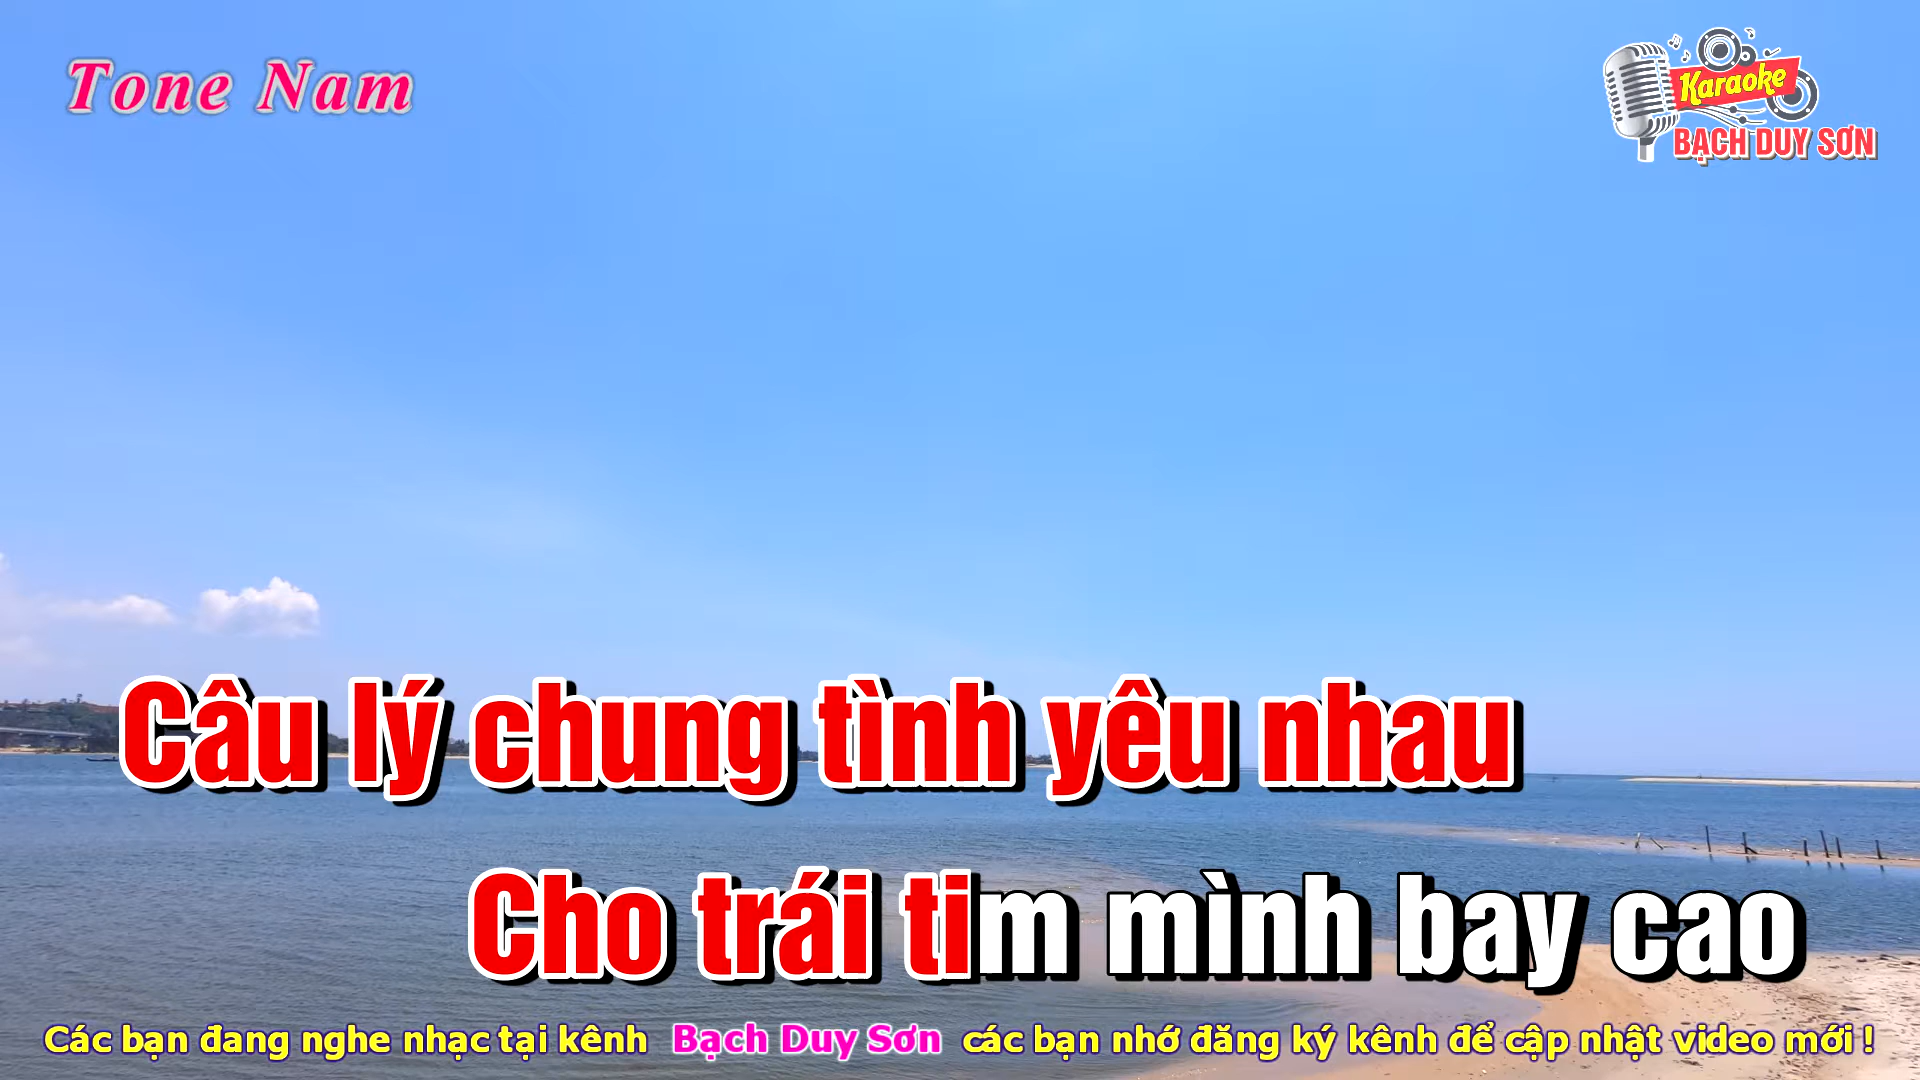 Tone Nam
Karaoke
BẠCH DUY SƠN
Câu lý chung tình yêu nhau
Cho trái tim mình bay cao
Các bạn đang nghe nhạc tại kênh Bạch Duy Sơn các bạn nhớ đăng ký kênh để cập nhật video mới !